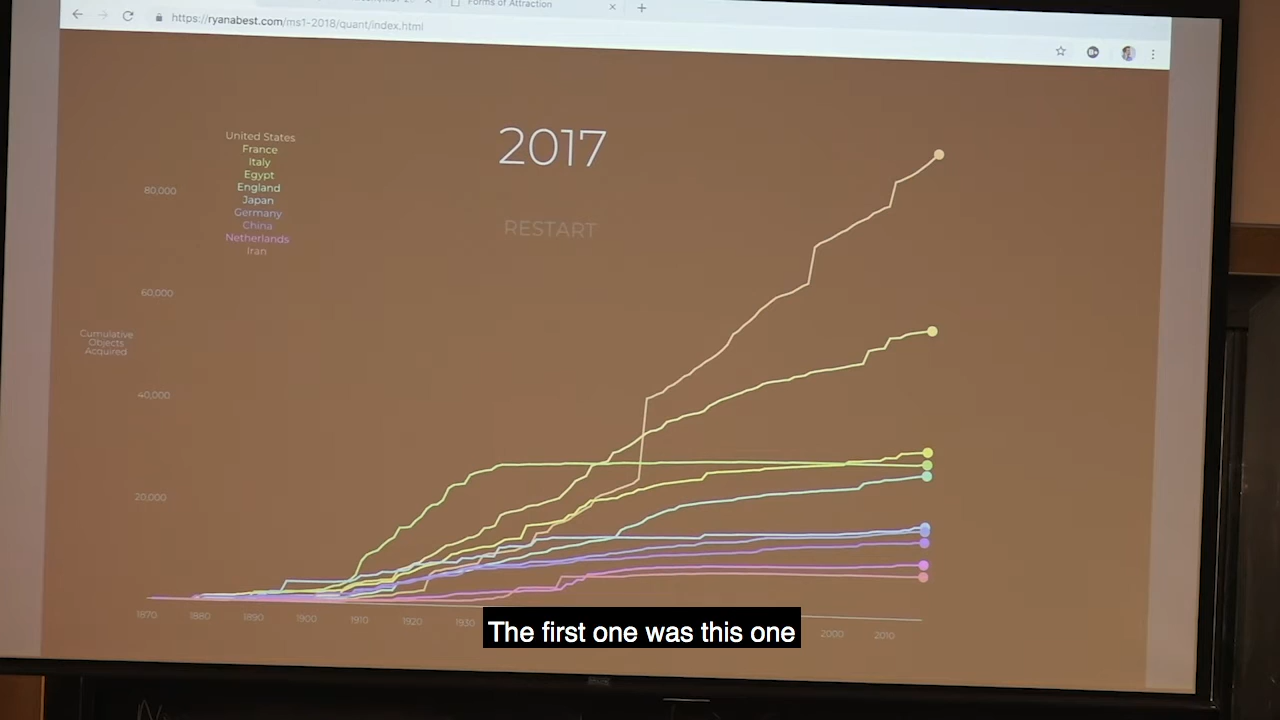 Forms of Attraction
https://ryanabest.com/ms1-2018/quant/index.html
2017
RESTART
United States
France
Italy
Egypt
England
Japan
Germany
China
Netherlands
Iran
80,000
60,000
Cumulative
Objects
Acquired
40,000
20,000
1870 1880 1890 1900 1910 1920 1930 2000 2010
The first one was this one